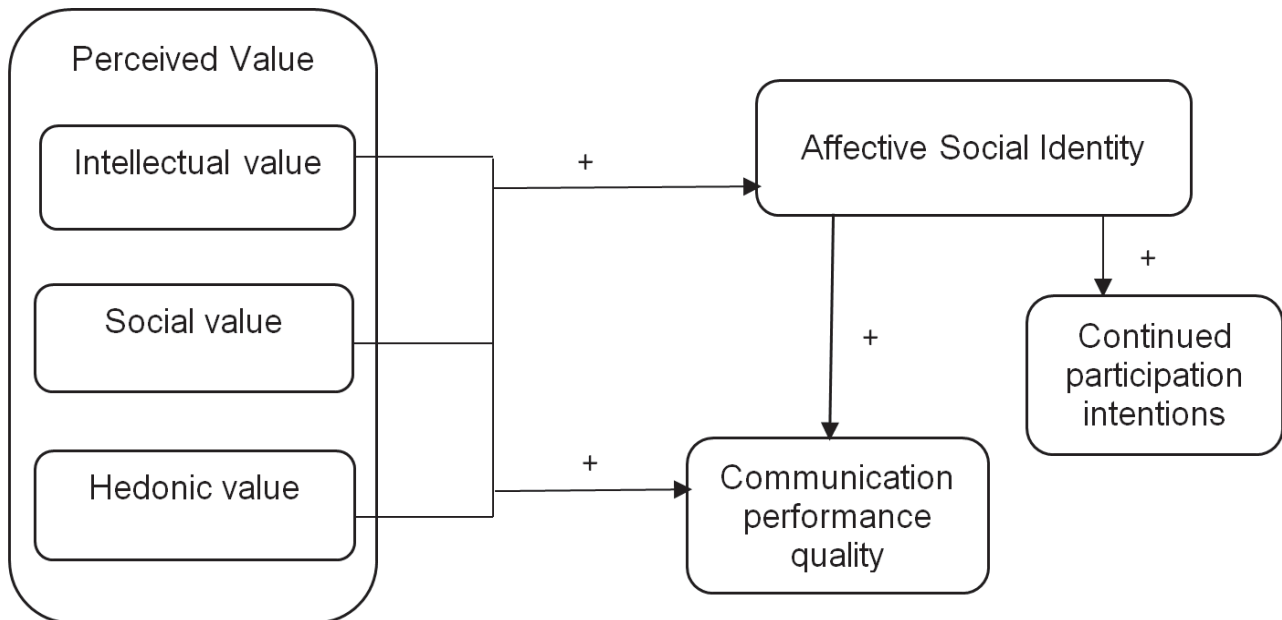 Perceived Value
Intellectual value
Social value
Hedonic value
+
+
Affective Social Identity
+
+
Continued
participation
intentions
Communication
performance
quality